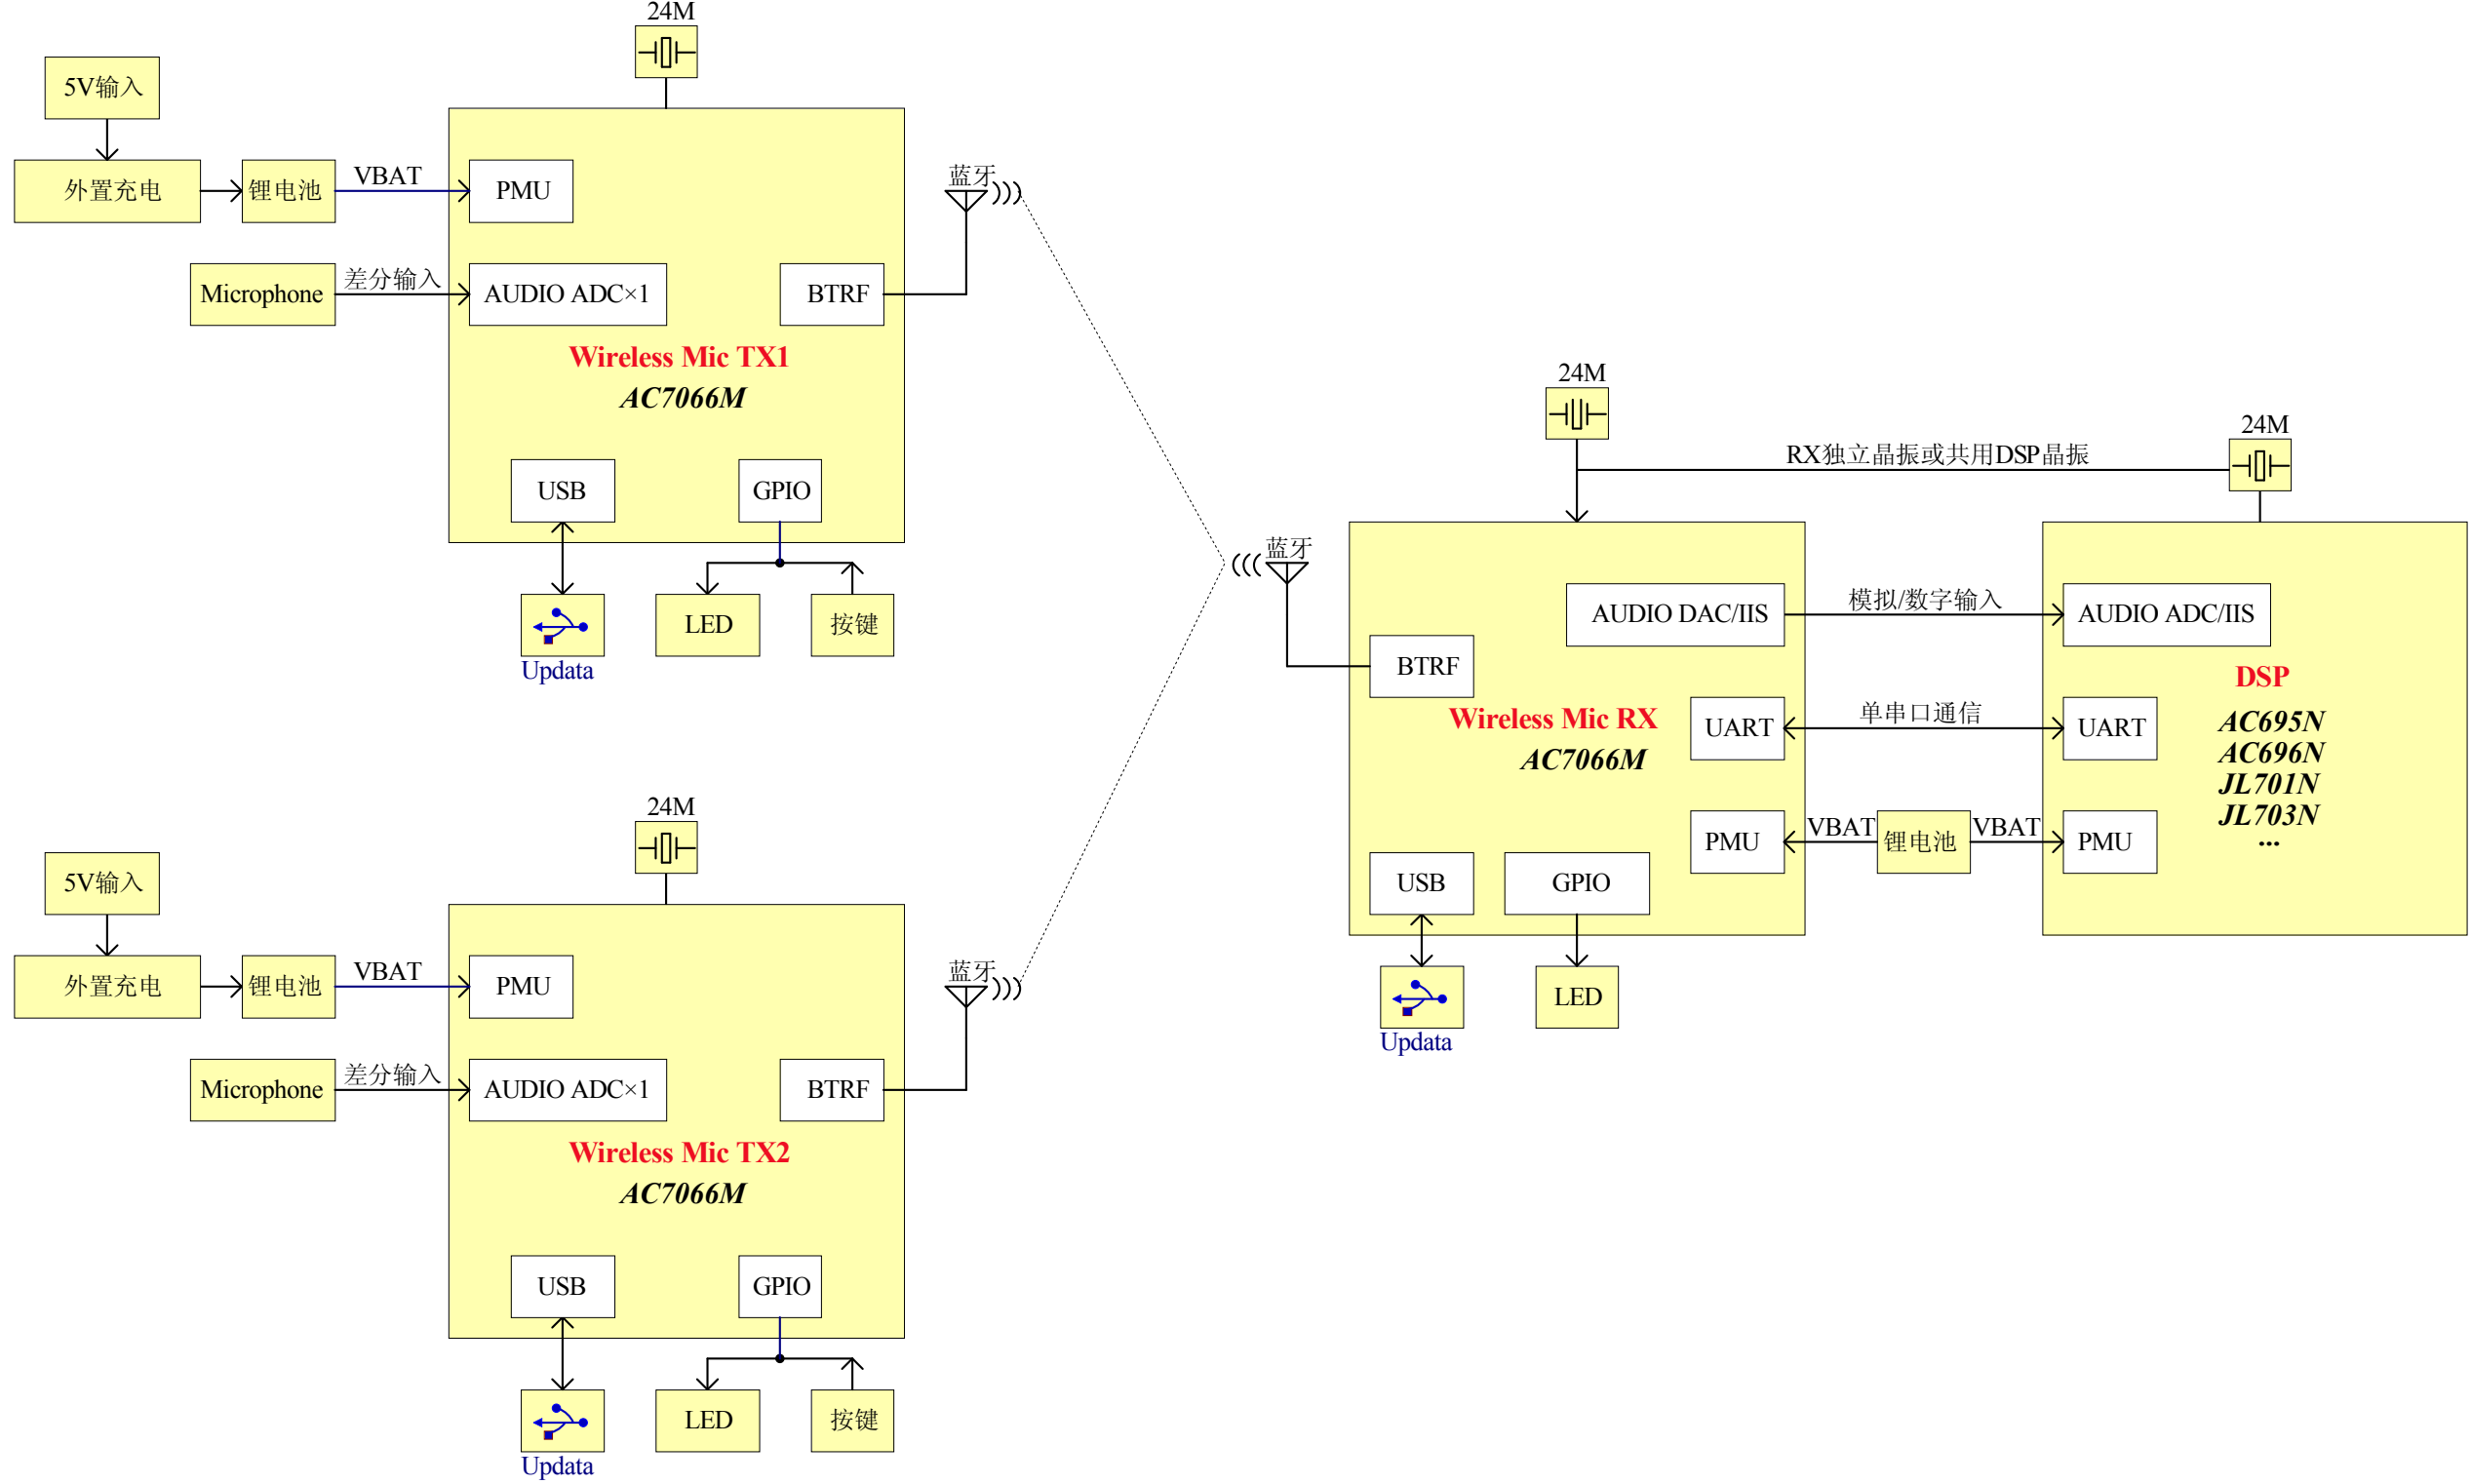 24M
5V输入
外置充电
锂电池
VBAT
PMU
蓝牙
Microphone
差分输入
AUDIO ADC×1
BTRF
Wireless Mic TX1
AC7066M
USB
GPIO
LED
按键
Updata
24M
5V输入
外置充电
锂电池
VBAT
PMU
蓝牙
Microphone
差分输入
AUDIO ADC×1
BTRF
Wireless Mic TX2
AC7066M
USB
GPIO
LED
按键
Updata
24M
24M
RX独立晶振或共用DSP晶振
蓝牙
AUDIO DAC/IIS
模拟/数字输入
AUDIO ADC/IIS
BTRF
Wireless Mic RX
AC7066M
UART
单串口通信
UART
DSP
AC695N
AC696N
JL701N
JL703N
...
PMU
VBAT
锂电池
VBAT
PMU
USB
GPIO
LED
Updata